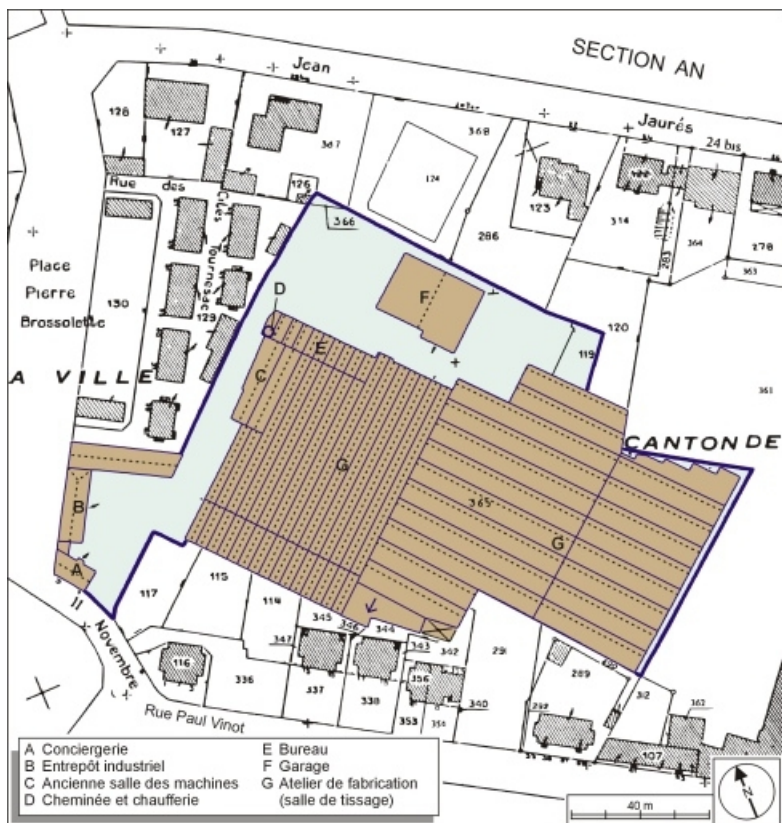 SECTION AN
Jean
Jaurés
24 bis
128
127
367
368
124
126
Rue des
Cités
Tournesac
366
286
123
314
283
364
278
363
Place
Pierre
Brossolette
130
129
D
F
E
C
119
120
361
A VILLE
CANTON DE
G
365
G
B
A
11
Novembre
117
115
114
345
346
344
347
343
342
291
289
312
362
116
336
337
338
356
353
354
340
292
107
Rue Paul Vinot
A Conciergerie
B Entrepôt industriel
C Ancienne salle des machines
D Cheminée et chaufferie
E Bureau
F Garage
G Atelier de fabrication
(salle de tissage)
40 m
N